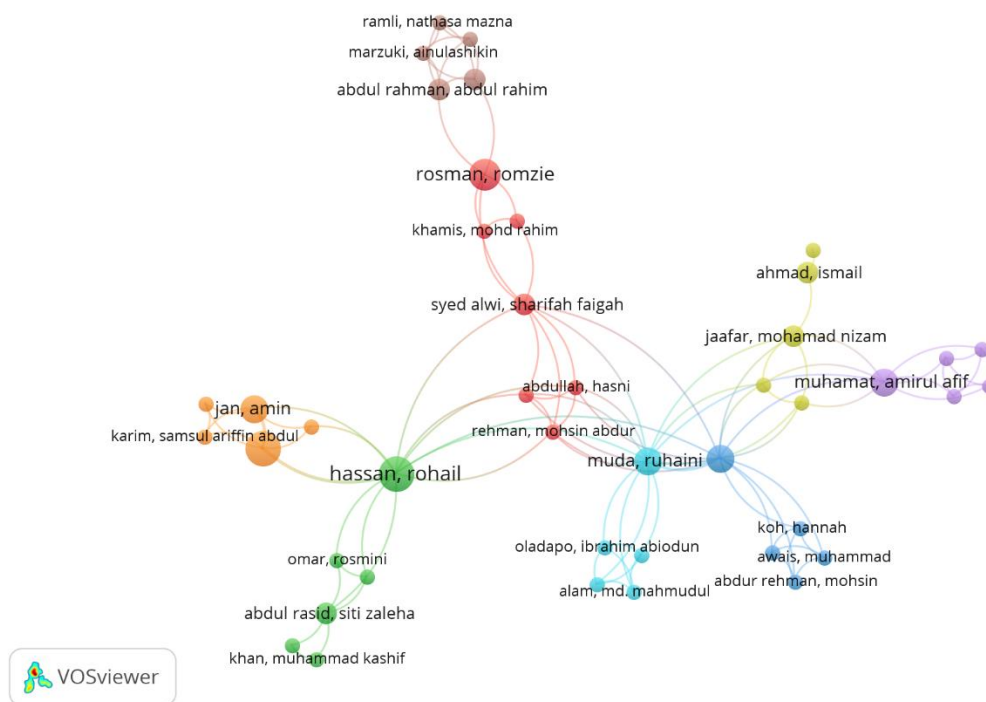 ramli, nathasa mazna
marzuki, ainulashikin
abdul rahman, abdul rahim
rosman, romzie
khamis, mohd rahim
ahmad, ismail
syed alwi, sharifah faigah
jaafar, mohamad nizam
muhamat, amirul afif
abdullah, hasni
jan, amin
karim, samsul ariffin abdul
rehman, mohsin abdur
muda, ruhaini
hassan, rohail
koh, hannah
oladapo, ibrahim abiodun
awais, muhammad
omar, rosmini
abdur rehman, mohsin
alam, md. mahmudul
abdul rasid, siti zaleha
khan, muhammad kashif
VOSviewer